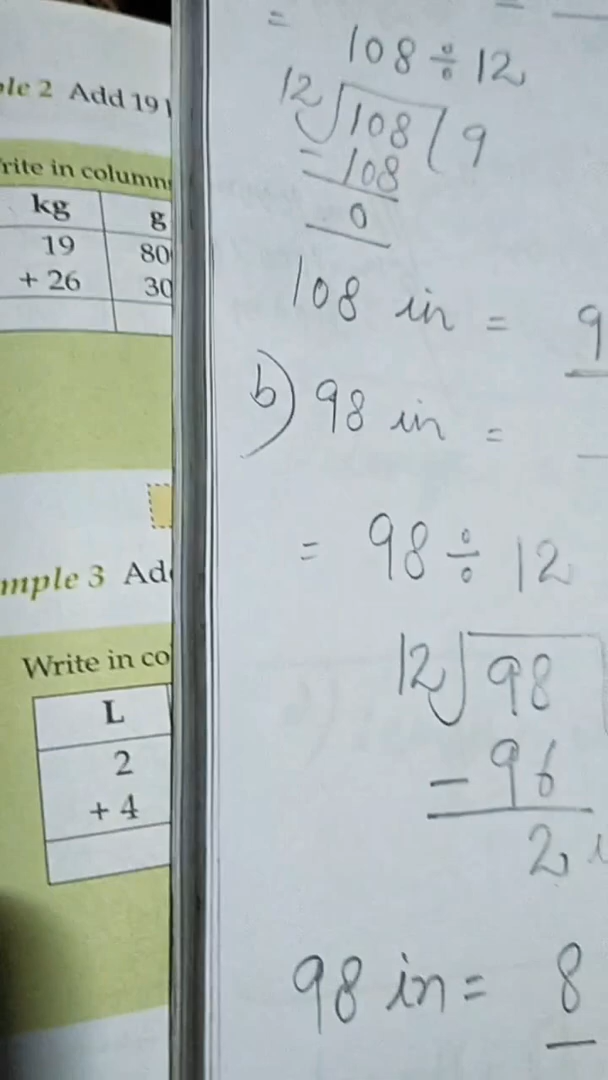 ple 2 Add 19
rite in column
kg g
19 80
+ 26 30
mple 3 Ad
Write in co
L
2
+ 4
=
108 ÷ 12
12 108 ( 9
- 108
0
108 in = 9
b) 98 in =
= 98 ÷ 12
12 98
- 96
2
98 in = 8